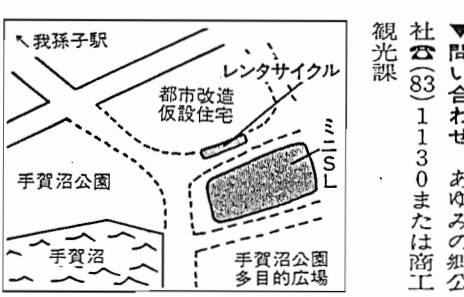 ▼問い合わせ　あゆみの郷公
社☎(83)1130または商工
観光課
↖我孫子駅
レンタサイクル
都市改造
仮設住宅
ミニSL
手賀沼公園
手賀沼
手賀沼公園
多目的広場